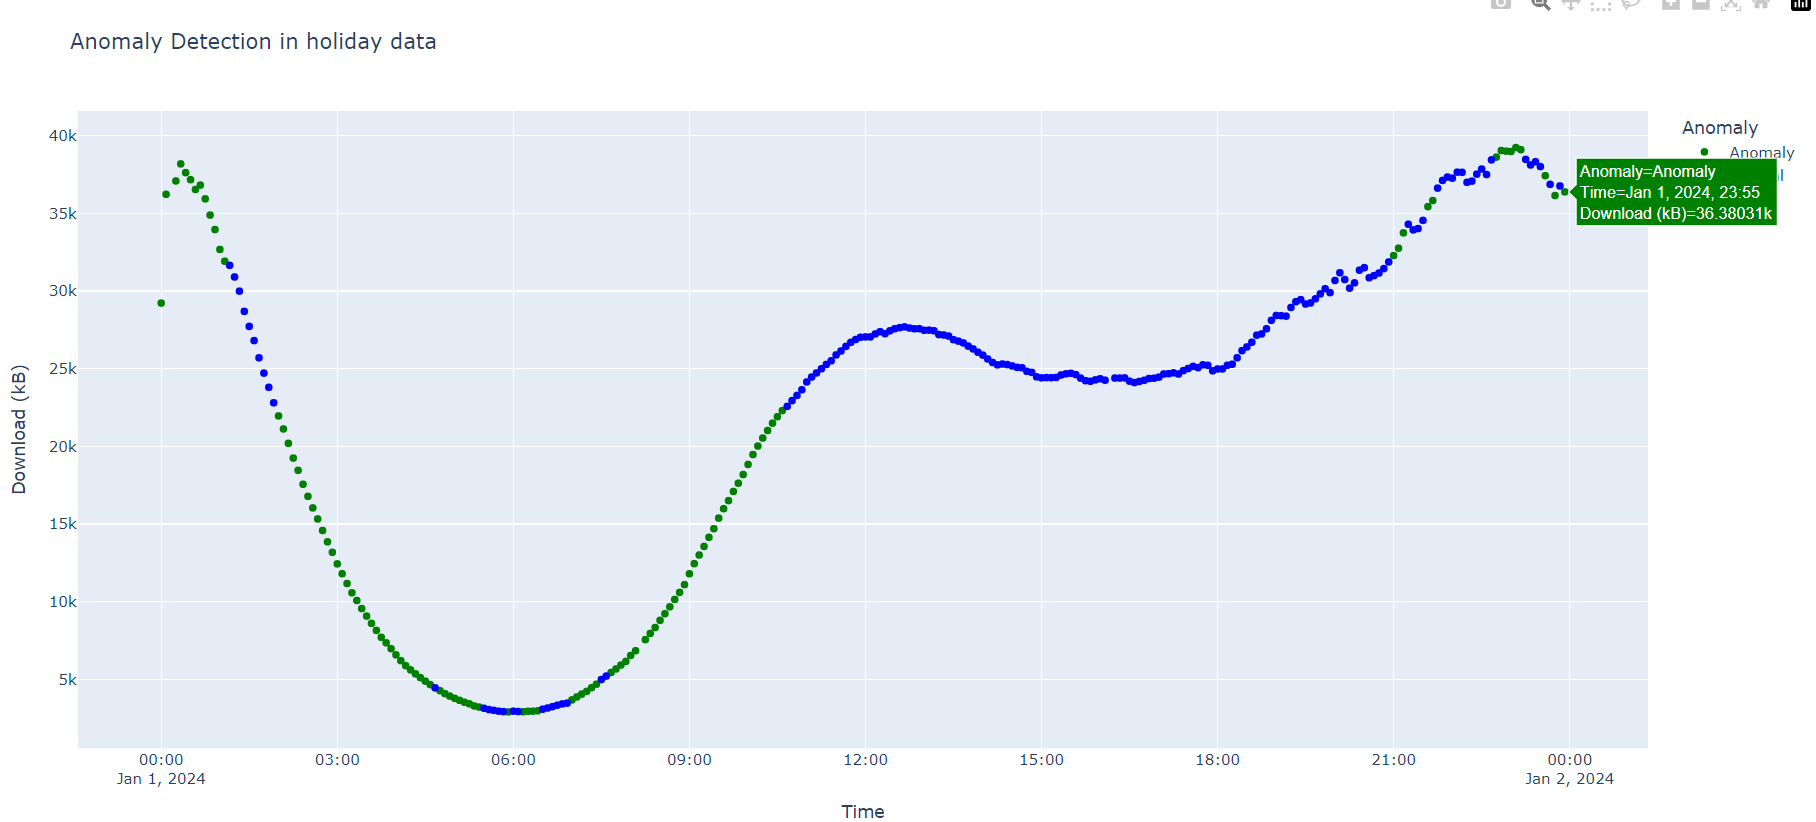 Anomaly Detection in holiday data
Anomaly
Anomaly
Anomaly=Anomaly
Time=Jan 1, 2024, 23:55
Download (kB)=36.38031k
40k
35k
30k
25k
20k
15k
10k
5k
Download (kB)
00:00
Jan 1, 2024
03:00
06:00
09:00
12:00
15:00
18:00
21:00
00:00
Jan 2, 2024
Time